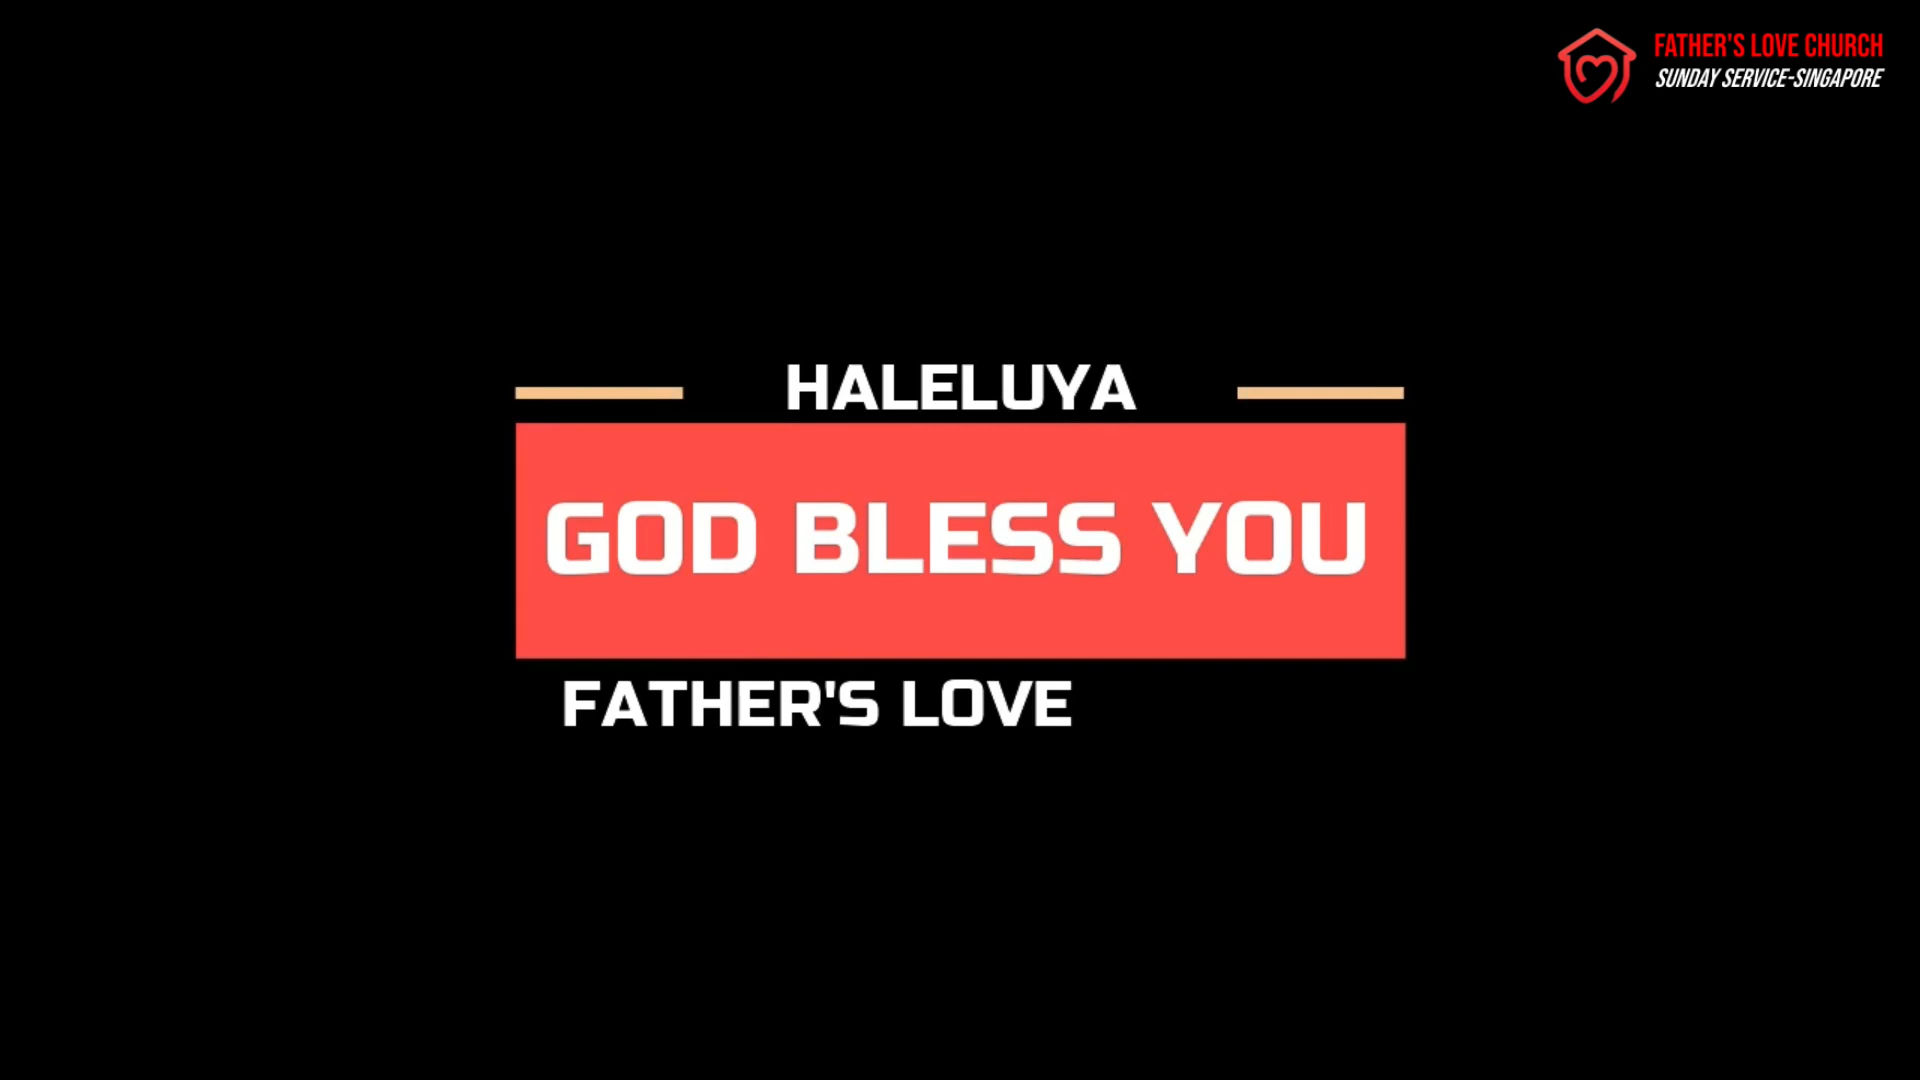 FATHER'S LOVE CHURCH
SUNDAY SERVICE-SINGAPORE
HALELUYA
GOD BLESS YOU
FATHER'S LOVE